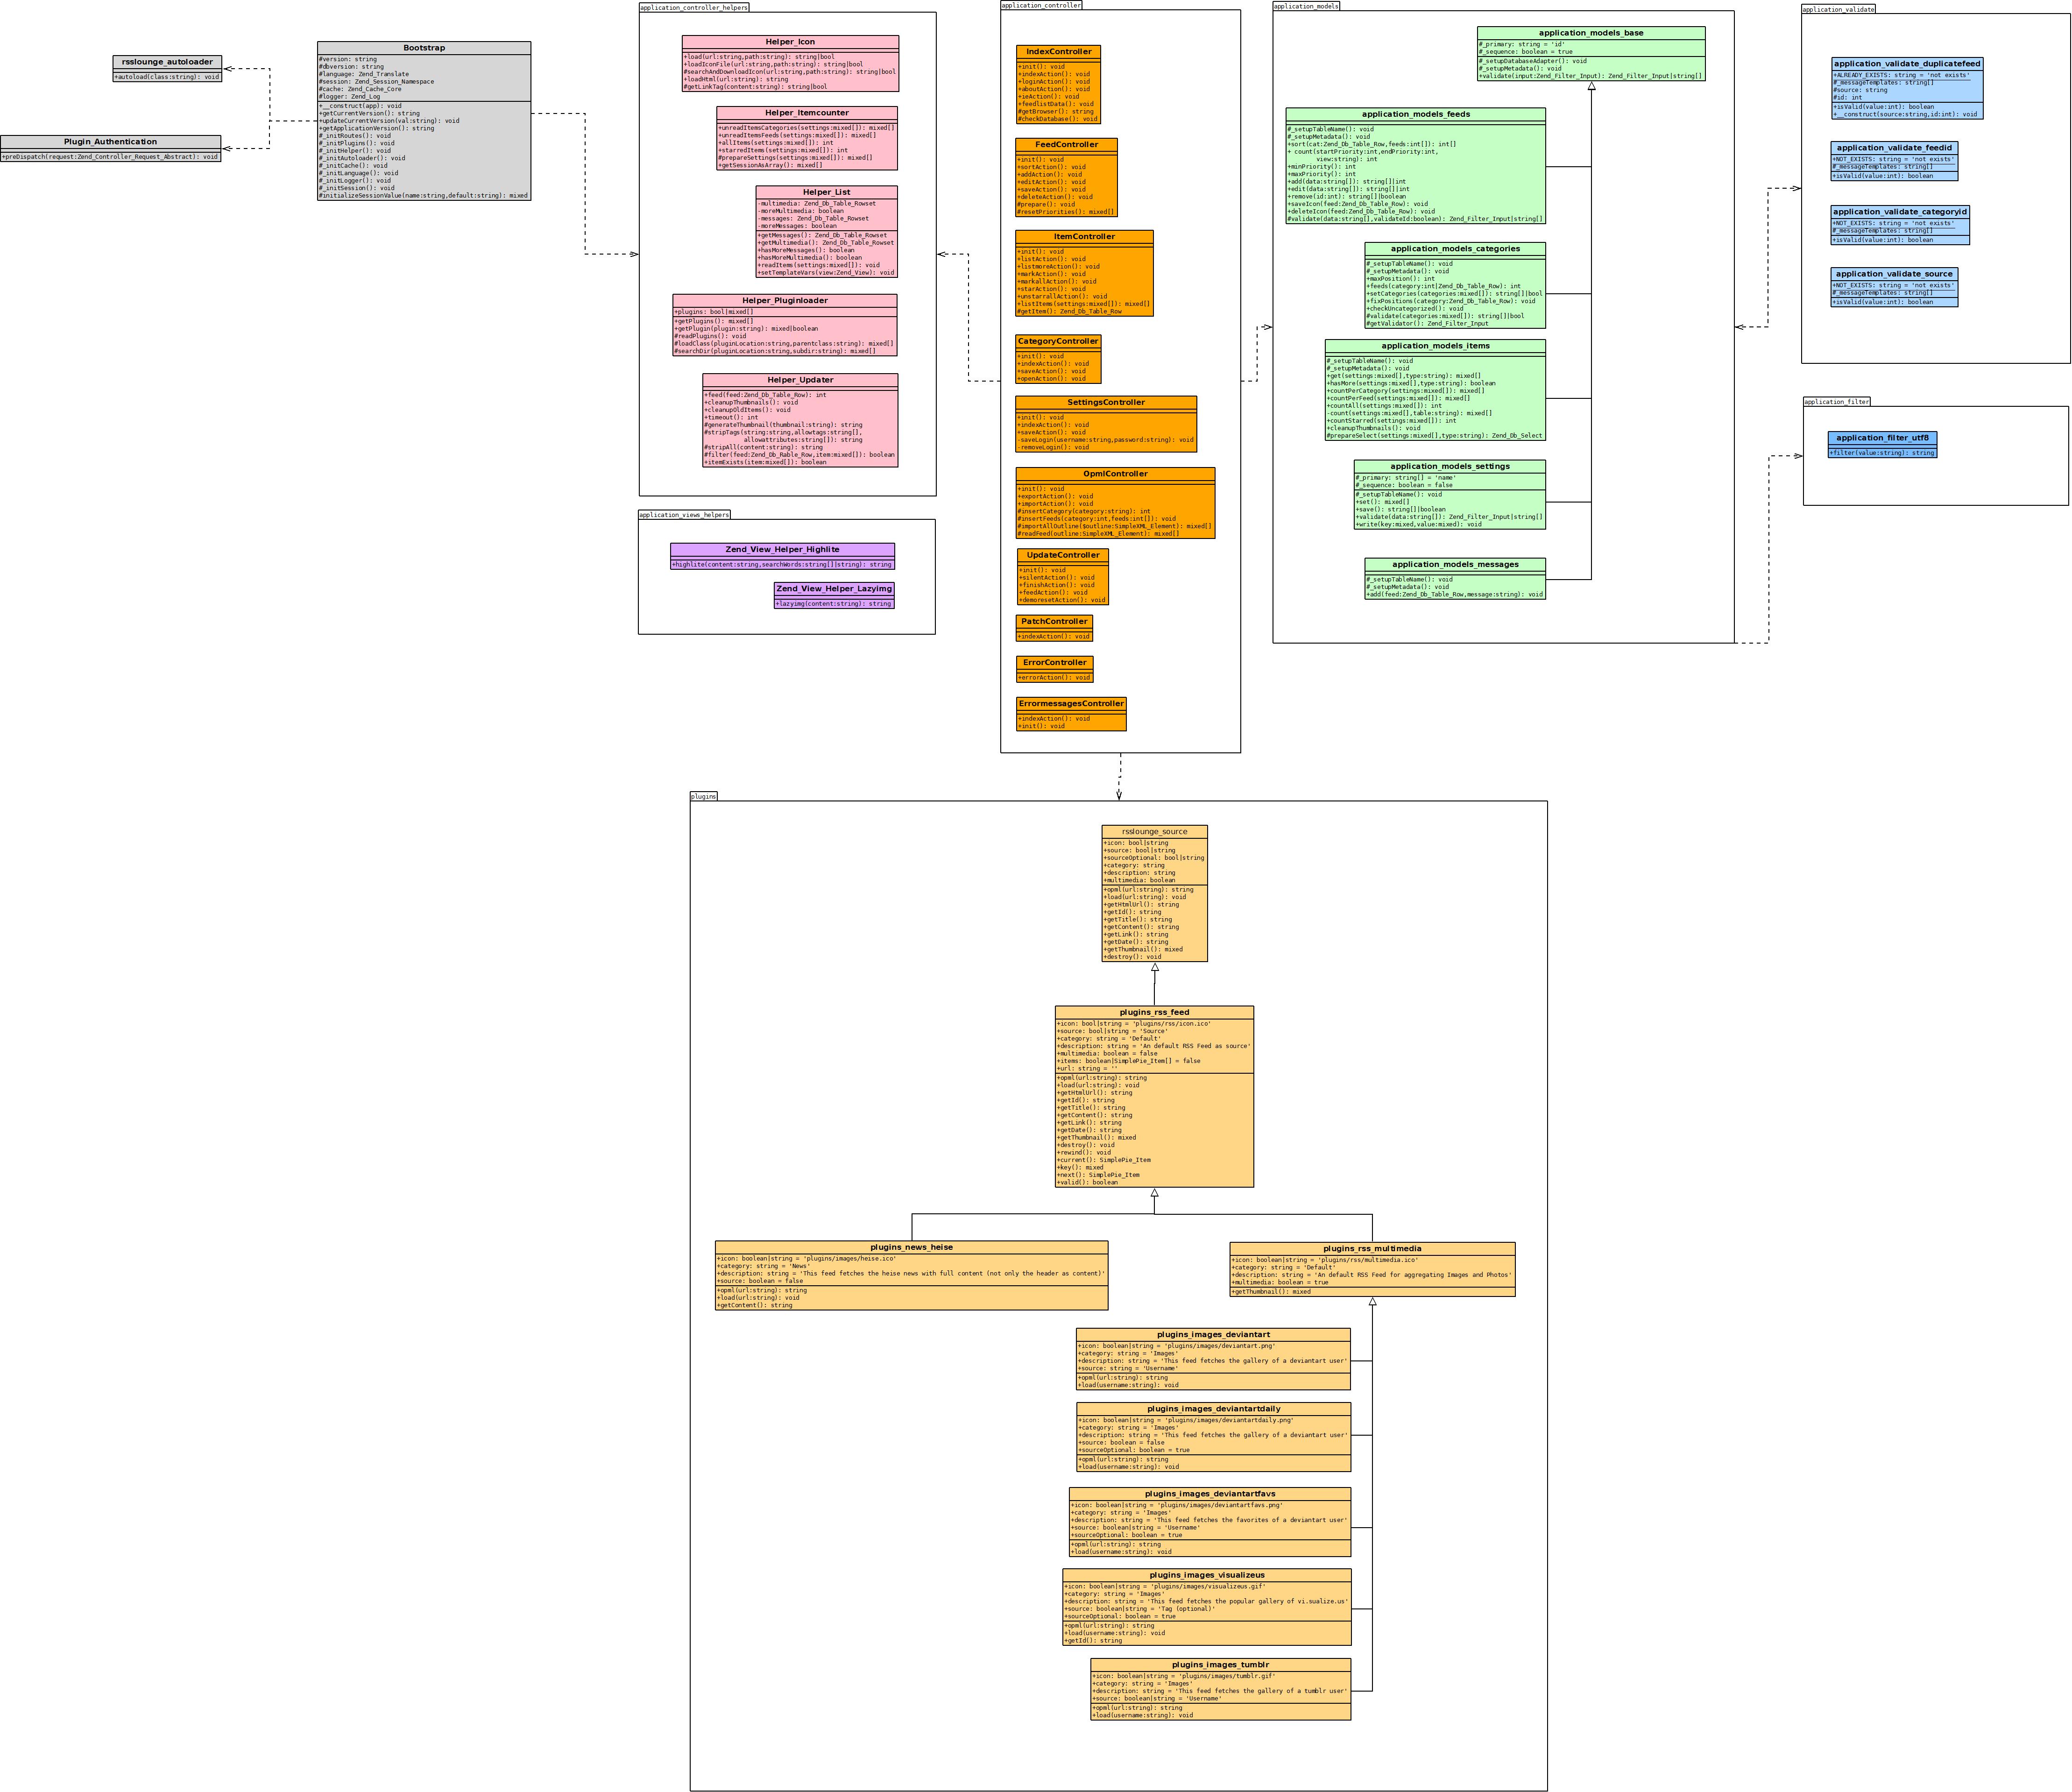 rsslounge_autoloader
+autoload(class:string): void
Plugin_Authentication
+preDispatch(request:Zend_Controller_Request_Abstract): void
Bootstrap
#version: string
#dbversion: string
#language: Zend_Translate
#session: Zend_Session_Namespace
#cache: Zend_Cache_Core
#logger: Zend_Log
+__construct(app): void
+getCurrentVersion(): string
+updateCurrentVersion(val:string): void
+getApplicationVersion(): string
#_initRoutes(): void
#_initPlugins(): void
#_initHelper(): void
#_initAutoloader(): void
#_initCache(): void
#_initLanguage(): void
#_initLogger(): void
#_initSession(): void
#initializeSessionValue(name:string,default:string): mixed
application_controller_helpers
Helper_Icon
+load(url:string,path:string): string|bool
+loadIconFile(url:string,path:string): string|bool
#searchAndDownloadIcon(url:string,path:string): string|bool
+loadHtml(url:string): string
#getLinkTag(content:string): string|bool
Helper_Itemcounter
+unreadItemsCategories(settings:mixed[]): mixed[]
+unreadItemsFeeds(settings:mixed[]): mixed[]
+allItems(settings:mixed[]): int
+starredItems(settings:mixed[]): int
#prepareSettings(settings:mixed[]): mixed[]
+getSessionAsArray(): mixed[]
Helper_List
-multimedia: Zend_Db_Table_Rowset
-moreMultimedia: boolean
-messages: Zend_Db_Table_Rowset
-moreMessages: boolean
+getMessages(): Zend_Db_Table_Rowset
+getMultimedia(): Zend_Db_Table_Rowset
+hasMoreMessages(): boolean
+hasMoreMultimedia(): boolean
+readItems(settings:mixed[]): void
+setTemplateVars(view:Zend_View): void
Helper_Pluginloader
+plugins: bool|mixed[]
+getPlugins(): mixed[]
+getPlugin(plugin:string): mixed|boolean
#readPlugins(): void
#loadClass(pluginLocation:string,parentclass:string): mixed[]
#searchDir(pluginLocation:string,subdir:string): mixed[]
Helper_Updater
+feed(feed:Zend_Db_Table_Row): int
+cleanupThumbnails(): void
+cleanupOldItems(): void
+timeout(): int
#generateThumbnail(thumbnail:string): string
#stripTags(string:string,allowtags:string[],
allowattributes:string[]): string
#stripAll(content:string): string
#filter(feed:Zend_Db_Rable_Row,item:mixed[]): boolean
+itemExists(item:mixed[]): boolean
application_views_helpers
Zend_View_Helper_Highlite
+highlite(content:string,searchWords:string[]|string): string
Zend_View_Helper_Lazyimg
+lazyimg(content:string): string
application_controller
IndexController
+init(): void
+indexAction(): void
+loginAction(): void
+aboutAction(): void
+ieAction(): void
+feedlistData(): void
#getBrowser(): string
#checkDatabase(): void
FeedController
+init(): void
+sortAction(): void
+addAction(): void
+editAction(): void
+saveAction(): void
+deleteAction(): void
#prepare(): void
#resetPriorities(): mixed[]
ItemController
+init(): void
+listAction(): void
+listmoreAction(): void
+markAction(): void
+markallAction(): void
+starAction(): void
+unstarrallAction(): void
+listItems(settings:mixed[]): mixed[]
#getItem(): Zend_Db_Table_Row
CategoryController
+init(): void
+indexAction(): void
+saveAction(): void
+openAction(): void
SettingsController
+init(): void
+indexAction(): void
+saveAction(): void
-saveLogin(username:string,password:string): void
-removeLogin(): void
OpmlController
+init(): void
+exportAction(): void
+importAction(): void
#insertCategory(category:string): int
#insertFeeds(category:int,feeds:int[]): void
#importAllOutline($outline:SimpleXML_Element): mixed[]
#readFeed(outline:SimpleXML_Element): mixed[]
UpdateController
+init(): void
+silentAction(): void
+finishAction(): void
+feedAction(): void
+demoresetAction(): void
PatchController
+indexAction(): void
ErrorController
+errorAction(): void
ErrormessagesController
+indexAction(): void
+init(): void
application_models
application_models_base
#_primary: string = 'id'
#_sequence: boolean = true
#_setupDatabaseAdapter(): void
#_setupMetadata(): void
+validate(input:Zend_Filter_Input): Zend_Filter_Input|string[]
application_models_feeds
#_setupTableName(): void
#_setupMetadata(): void
+sort(cat:Zend_Db_Table_Row,feeds:int[]): int[]
+ count(startPriority:int,endPriority:int,
view:string): int
+minPriority(): int
+maxPriority(): int
+add(data:string[]): string[]|int
+edit(data:string[]): string[]|int
+remove(id:int): string[]|boolean
+saveIcon(feed:Zend_Db_Table_Row): void
+deleteIcon(feed:Zend_Db_Table_Row): void
#validate(data:string[],validateId:boolean): Zend_Filter_Input|string[]
application_models_categories
#_setupTableName(): void
#_setupMetadata(): void
+maxPosition(): int
+feeds(category:int|Zend_Db_Table_Row): int
+setCategories(categories:mixed[]): string[]|bool
+fixPositions(category:Zend_Db_Table_Row): void
+checkUncategorized(): void
#validate(categories:mixed[]): string[]|bool
#getValidator(): Zend_Filter_Input
application_models_items
#_setupTableName(): void
#_setupMetadata(): void
+get(settings:mixed[],type:string): mixed[]
+hasMore(settings:mixed[],type:string): boolean
+countPerCategory(settings:mixed[]): mixed[]
+countPerFeed(settings:mixed[]): mixed[]
+countAll(settings:mixed[]): int
-count(settings:mixed[],table:string): mixed[]
+countStarred(settings:mixed[]): int
+cleanupThumbnails(): void
#prepareSelect(settings:mixed[],type:string): Zend_Db_Select
application_models_settings
#_primary: string[] = 'name'
#_sequence: boolean = false
#_setupTableName(): void
+set(): mixed[]
+save(): string[]|boolean
+validate(data:string[]): Zend_Filter_Input|string[]
+write(key:mixed,value:mixed): void
application_models_messages
#_setupTableName(): void
#_setupMetadata(): void
+add(feed:Zend_Db_Table_Row,message:string): void
application_validate
application_validate_duplicatefeed
+ALREADY_EXISTS: string = 'not exists'
#_messageTemplates: string[]
#source: string
#id: int
+isValid(value:int): boolean
+__construct(source:string,id:int): void
application_validate_feedid
+NOT_EXISTS: string = 'not exists'
#_messageTemplates: string[]
+isValid(value:int): boolean
application_validate_categoryid
+NOT_EXISTS: string = 'not exists'
#_messageTemplates: string[]
+isValid(value:int): boolean
application_validate_source
+NOT_EXISTS: string = 'not exists'
#_messageTemplates: string[]
+isValid(value:int): boolean
application_filter
application_filter_utf8
+filter(value:string): string
plugins
rsslounge_source
+icon: bool|string
+source: bool|string
+sourceOptional: bool|string
+category: string
+description: string
+multimedia: boolean
+opml(url:string): string
+load(url:string): void
+getHtmlUrl(): string
+getId(): string
+getTitle(): string
+getContent(): string
+getLink(): string
+getDate(): string
+getThumbnail(): mixed
+destroy(): void
plugins_rss_feed
+icon: bool|string = 'plugins/rss/icon.ico'
+source: bool|string = 'Source'
+category: string = 'Default'
+description: string = 'An default RSS Feed as source'
+multimedia: boolean = false
+items: boolean|SimplePie_Item[] = false
+url: string = ''
+opml(url:string): string
+load(url:string): void
+getHtmlUrl(): string
+getId(): string
+getTitle(): string
+getContent(): string
+getLink(): string
+getDate(): string
+getThumbnail(): mixed
+destroy(): void
+rewind(): void
+current(): SimplePie_Item
+key(): mixed
+next(): SimplePie_Item
+valid(): boolean
plugins_news_heise
+icon: boolean|string = 'plugins/images/heise.ico'
+category: string = 'News'
+description: string = 'This feed fetches the heise news with full content (not only the header as content)'
+source: boolean = false
+opml(url:string): string
+load(url:string): void
+getContent(): string
plugins_rss_multimedia
+icon: boolean|string = 'plugins/rss/multimedia.ico'
+category: string = 'Default'
+description: string = 'An default RSS Feed for aggregating Images and Photos'
+multimedia: boolean = true
+getThumbnail(): mixed
plugins_images_deviantart
+icon: boolean|string = 'plugins/images/deviantart.png'
+category: string = 'Images'
+description: string = 'This feed fetches the gallery of a deviantart user'
+source: string = 'Username'
+opml(url:string): string
+load(username:string): void
plugins_images_deviantartdaily
+icon: boolean|string = 'plugins/images/deviantartdaily.png'
+category: string = 'Images'
+description: string = 'This feed fetches the gallery of a deviantart user'
+source: boolean = false
+sourceOptional: boolean = true
+opml(url:string): string
+load(username:string): void
plugins_images_deviantartfavs
+icon: boolean|string = 'plugins/images/deviantartfavs.png'
+category: string = 'Images'
+description: string = 'This feed fetches the favorites of a deviantart user'
+source: boolean|string = 'Username'
+sourceOptional: boolean = true
+opml(url:string): string
+load(username:string): void
plugins_images_visualizeus
+icon: boolean|string = 'plugins/images/visualizeus.gif'
+category: string = 'Images'
+description: string = 'This feed fetches the popular gallery of vi.sualize.us'
+source: boolean|string = 'Tag (optional)'
+sourceOptional: boolean = true
+opml(url:string): string
+load(username:string): void
+getId(): string
plugins_images_tumblr
+icon: boolean|string = 'plugins/images/tumblr.gif'
+category: string = 'Images'
+description: string = 'This feed fetches the gallery of a tumblr user'
+source: boolean|string = 'Username'
+opml(url:string): string
+load(username:string): void